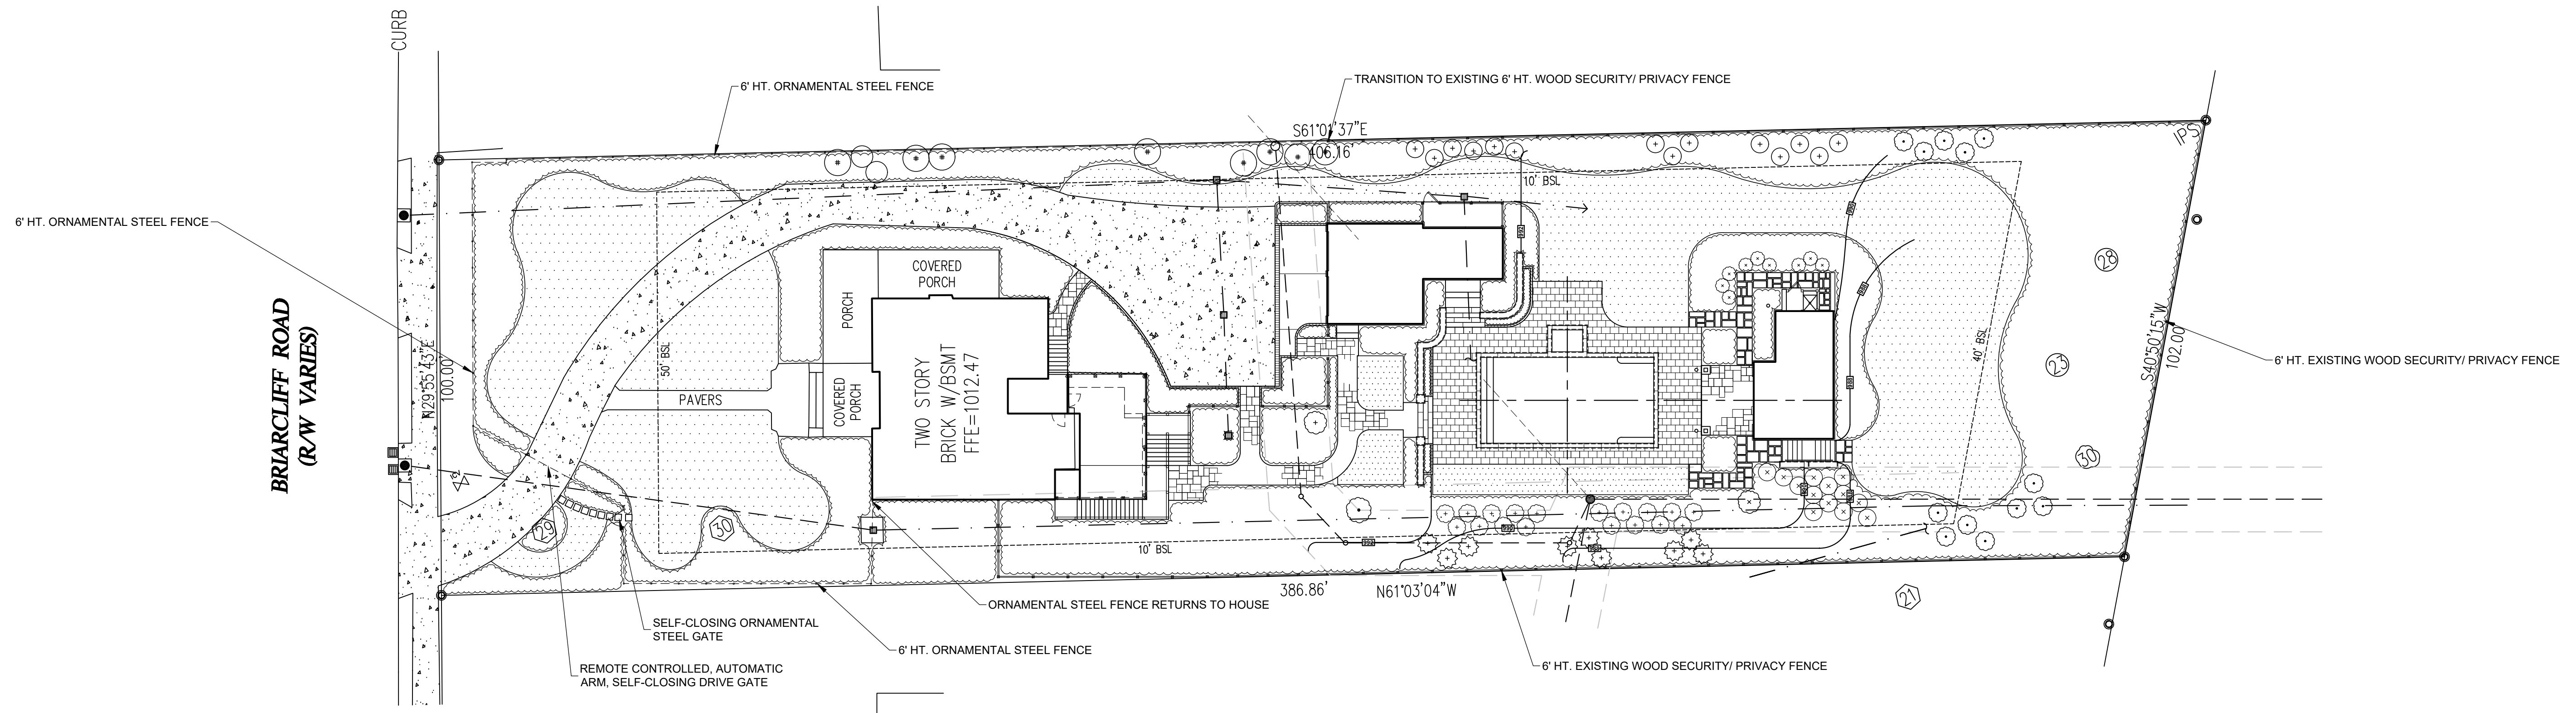 CURB
6' HT. ORNAMENTAL STEEL FENCE
TRANSITION TO EXISTING 6' HT. WOOD SECURITY/ PRIVACY FENCE
S61°01'37"E
406.16'
IPS
10' BSL
6' HT. ORNAMENTAL STEEL FENCE
BRIARCLIFF ROAD
(R/W VARIES)
N29°55'43"E
100.00'
50' BSL
PORCH
COVERED
PORCH
PAVERS
COVERED
PORCH
TWO STORY
BRICK W/BSMT
FFE=1012.47
28
23
30
40' BSL
S40°50'15"W
102.00'
6' HT. EXISTING WOOD SECURITY/ PRIVACY FENCE
29
30
10' BSL
21
386.86'
N61°03'04"W
ORNAMENTAL STEEL FENCE RETURNS TO HOUSE
SELF-CLOSING ORNAMENTAL
STEEL GATE
6' HT. ORNAMENTAL STEEL FENCE
6' HT. EXISTING WOOD SECURITY/ PRIVACY FENCE
REMOTE CONTROLLED, AUTOMATIC
ARM, SELF-CLOSING DRIVE GATE